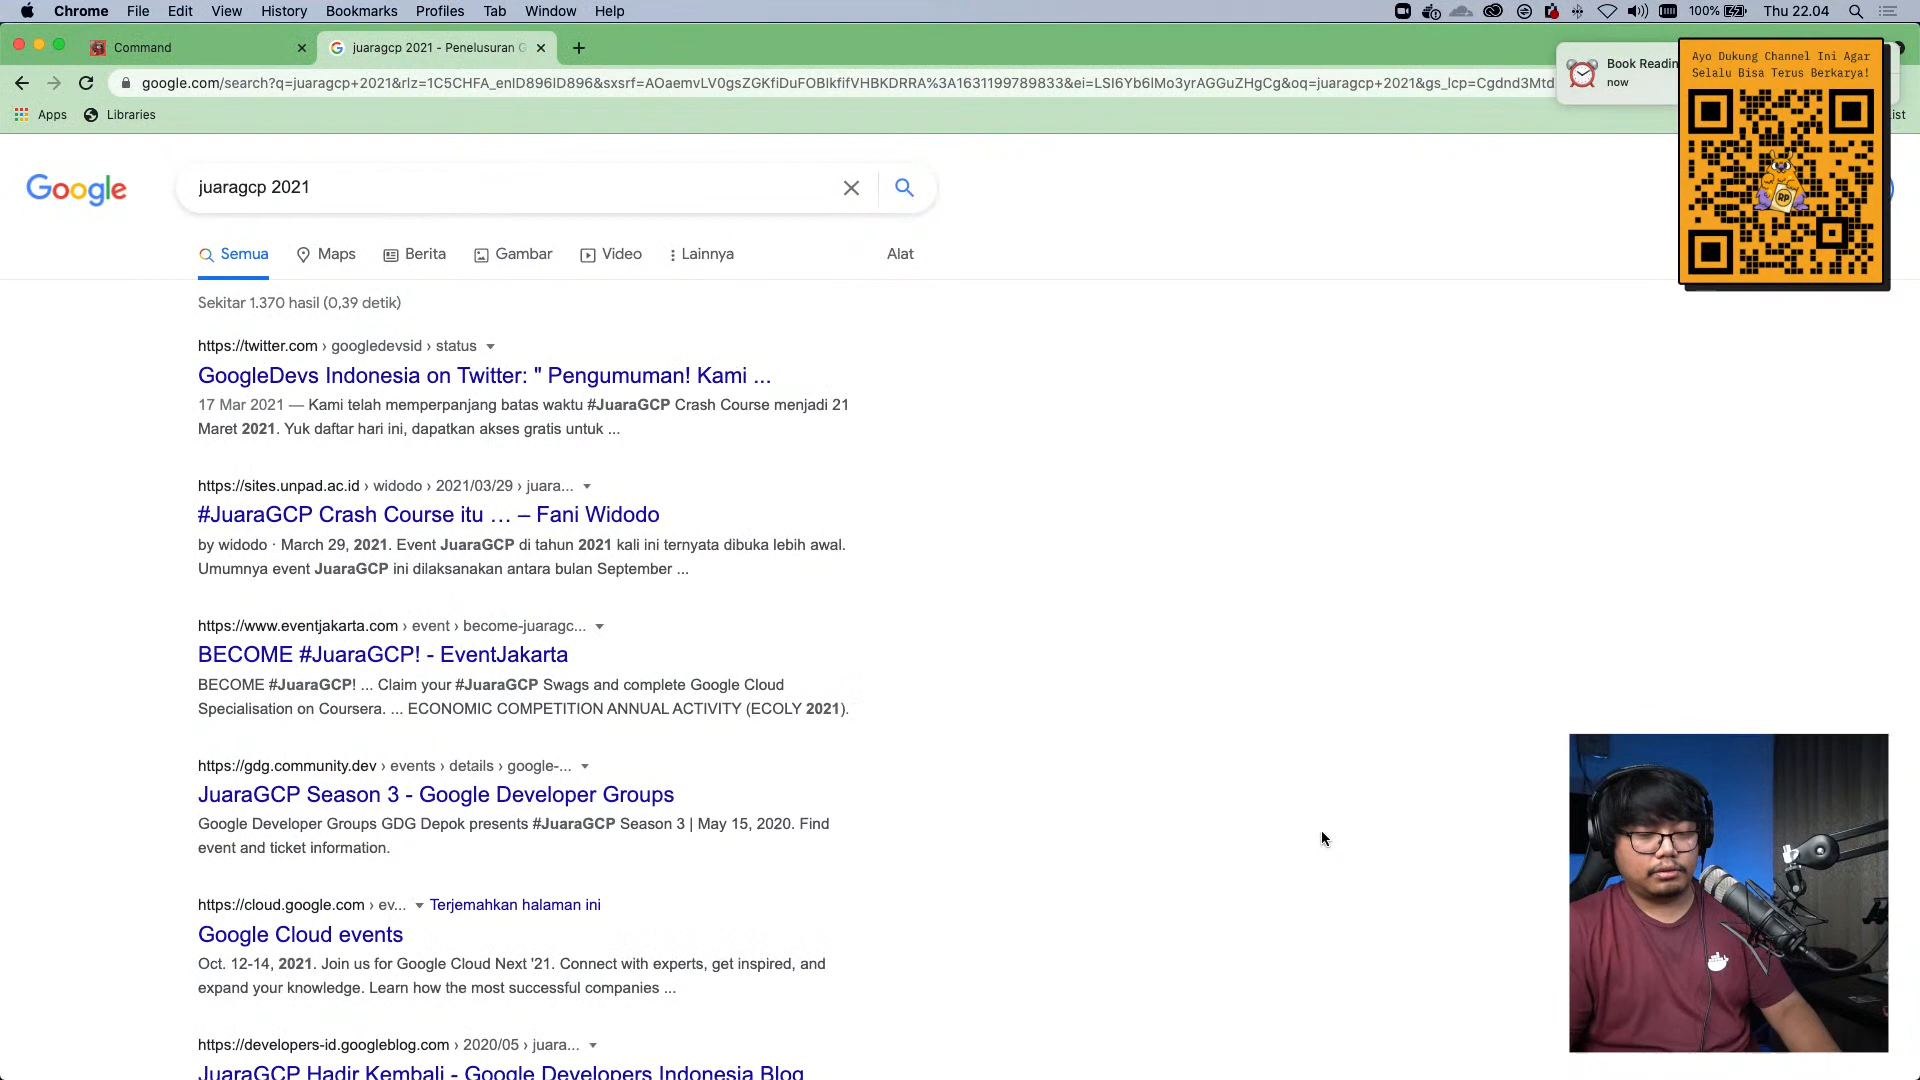 Chrome File Edit View History Bookmarks Profiles Tab Window Help 100% Thu 22.04
Command
juaragcp 2021 - Penelusuran G
google.com/search?q=juaragcp+2021&rlz=1C5CHFA_enID896ID896&sxsrf=AOaemvLV0gsZGKfiDuFOBIkfifVHBKDRRA%3A1631199789833&ei=LSI6Yb6lMo3yrAGGuZHgCg&oq=juaragcp+2021&gs_lcp=Cgdnd3Mtd
Apps Libraries
Book Readin
now
Ayo Dukung Channel Ini Agar
Selalu Bisa Terus Berkarya!
RP
ist
Google
juaragcp 2021
Semua Maps Berita Gambar Video Lainnya Alat
Sekitar 1.370 hasil (0,39 detik)
https://twitter.com › googledevsid › status
GoogleDevs Indonesia on Twitter: " Pengumuman! Kami ...
17 Mar 2021 — Kami telah memperpanjang batas waktu #JuaraGCP Crash Course menjadi 21
Maret 2021. Yuk daftar hari ini, dapatkan akses gratis untuk ...
https://sites.unpad.ac.id › widodo › 2021/03/29 › juara...
#JuaraGCP Crash Course itu … – Fani Widodo
by widodo · March 29, 2021. Event JuaraGCP di tahun 2021 kali ini ternyata dibuka lebih awal.
Umumnya event JuaraGCP ini dilaksanakan antara bulan September ...
https://www.eventjakarta.com › event › become-juaragc...
BECOME #JuaraGCP! - EventJakarta
BECOME #JuaraGCP! ... Claim your #JuaraGCP Swags and complete Google Cloud
Specialisation on Coursera. ... ECONOMIC COMPETITION ANNUAL ACTIVITY (ECOLY 2021).
https://gdg.community.dev › events › details › google-...
JuaraGCP Season 3 - Google Developer Groups
Google Developer Groups GDG Depok presents #JuaraGCP Season 3 | May 15, 2020. Find
event and ticket information.
https://cloud.google.com › ev... Terjemahkan halaman ini
Google Cloud events
Oct. 12-14, 2021. Join us for Google Cloud Next '21. Connect with experts, get inspired, and
expand your knowledge. Learn how the most successful companies ...
https://developers-id.googleblog.com › 2020/05 › juara...
JuaraGCP Hadir Kembali - Google Developers Indonesia Blog